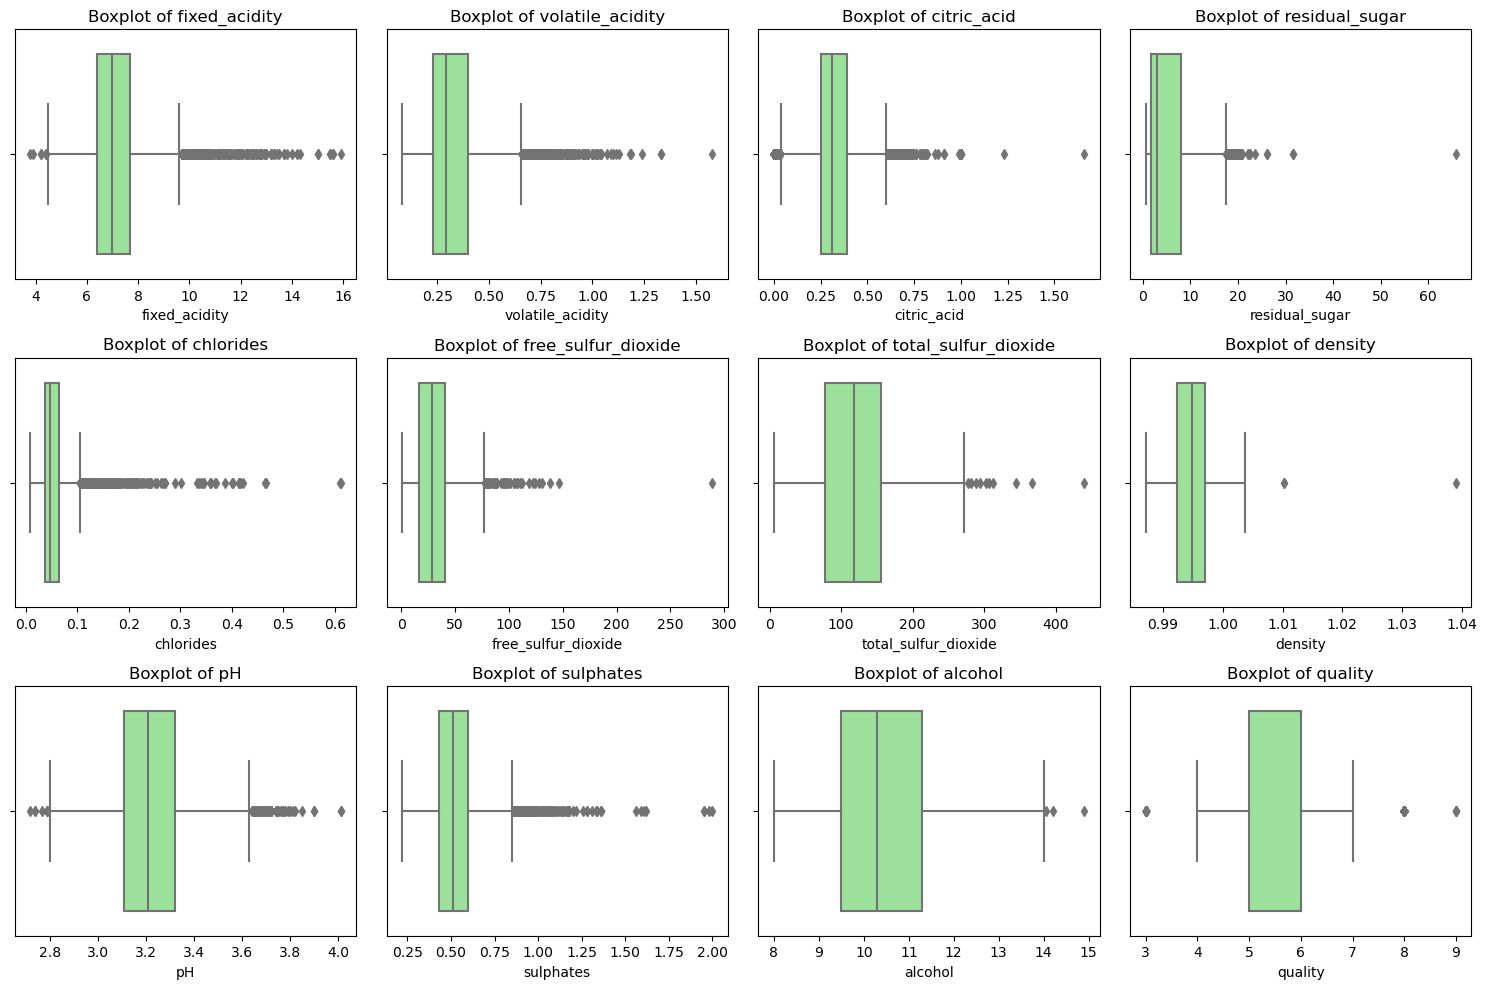 Boxplot of fixed_acidity
4 6 8 10 12 14 16
fixed_acidity
Boxplot of volatile_acidity
0.25 0.50 0.75 1.00 1.25 1.50
volatile_acidity
Boxplot of citric_acid
0.00 0.25 0.50 0.75 1.00 1.25 1.50
citric_acid
Boxplot of residual_sugar
0 10 20 30 40 50 60
residual_sugar
Boxplot of chlorides
0.0 0.1 0.2 0.3 0.4 0.5 0.6
chlorides
Boxplot of free_sulfur_dioxide
0 50 100 150 200 250 300
free_sulfur_dioxide
Boxplot of total_sulfur_dioxide
0 100 200 300 400
total_sulfur_dioxide
Boxplot of density
0.99 1.00 1.01 1.02 1.03 1.04
density
Boxplot of pH
2.8 3.0 3.2 3.4 3.6 3.8 4.0
pH
Boxplot of sulphates
0.25 0.50 0.75 1.00 1.25 1.50 1.75 2.00
sulphates
Boxplot of alcohol
8 9 10 11 12 13 14 15
alcohol
Boxplot of quality
3 4 5 6 7 8 9
quality